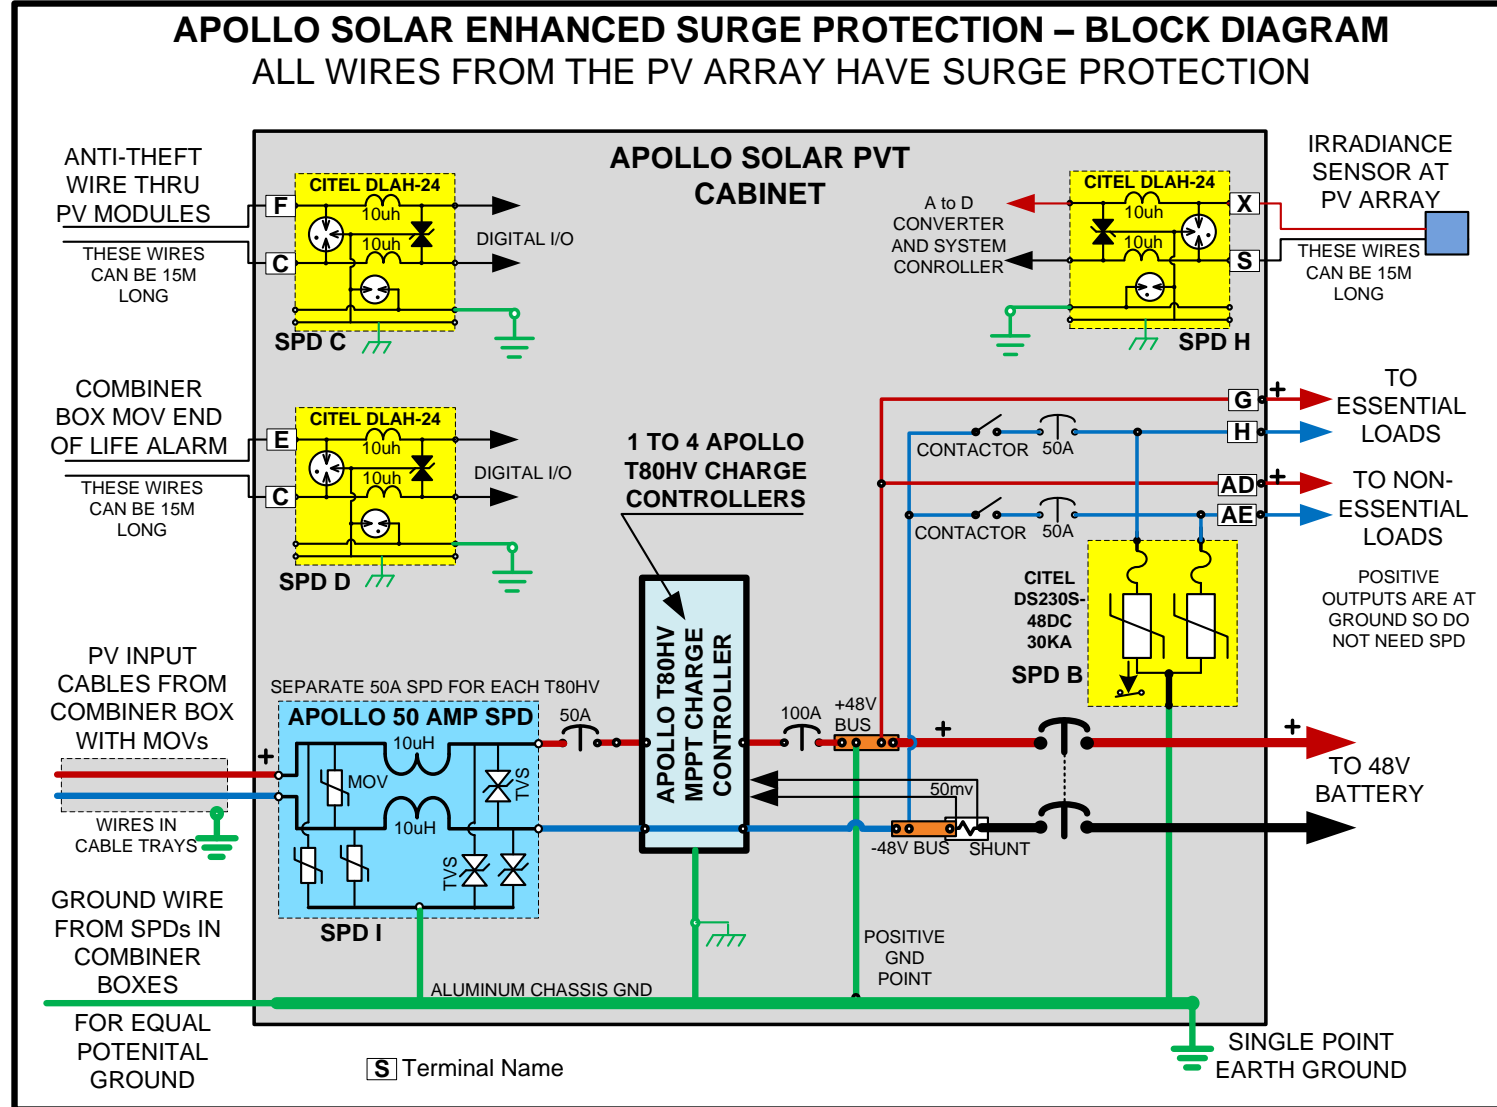 APOLLO SOLAR ENHANCED SURGE PROTECTION – BLOCK DIAGRAM
ALL WIRES FROM THE PV ARRAY HAVE SURGE PROTECTION
APOLLO SOLAR PVT
CABINET
ANTI-THEFT
WIRE THRU
PV MODULES
THESE WIRES
CAN BE 15M
LONG
F
C
CITEL DLAH-24
10uh
10uh
DIGITAL I/O
SPD C
A to D
CONVERTER
AND SYSTEM
CONROLLER
CITEL DLAH-24
10uh
10uh
X
S
SPD H
IRRADIANCE
SENSOR AT
PV ARRAY
THESE WIRES
CAN BE 15M
LONG
COMBINER
BOX MOV END
OF LIFE ALARM
THESE WIRES
CAN BE 15M
LONG
E
C
CITEL DLAH-24
10uh
10uh
DIGITAL I/O
SPD D
1 TO 4 APOLLO
T80HV CHARGE
CONTROLLERS
CONTACTOR
50A
CONTACTOR
50A
G
+
H
AD
+
AE
TO
ESSENTIAL
LOADS
TO NON-
ESSENTIAL
LOADS
POSITIVE
OUTPUTS ARE AT
GROUND SO DO
NOT NEED SPD
CITEL
DS230S-
48DC
30KA
SPD B
PV INPUT
CABLES FROM
COMBINER BOX
WITH MOVs
+
WIRES IN
CABLE TRAYS
SEPARATE 50A SPD FOR EACH T80HV
APOLLO 50 AMP SPD
10uH
MOV
10uH
TVS
TVS
SPD I
50A
APOLLO T80HV
MPPT CHARGE
CONTROLLER
100A
+48V
BUS
+
+
50mv
-48V BUS
SHUNT
TO 48V
BATTERY
GROUND WIRE
FROM SPDs IN
COMBINER
BOXES
FOR EQUAL
POTENITAL
GROUND
ALUMINUM CHASSIS GND
POSITIVE
GND
POINT
SINGLE POINT
EARTH GROUND
S Terminal Name